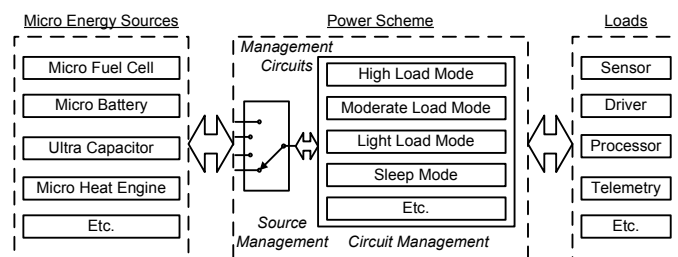 Micro Energy Sources
Micro Fuel Cell
Micro Battery
Ultra Capacitor
Micro Heat Engine
Etc.
Power Scheme
Management
Circuits
High Load Mode
Moderate Load Mode
Light Load Mode
Sleep Mode
Etc.
Source
Management
Circuit Management
Loads
Sensor
Driver
Processor
Telemetry
Etc.